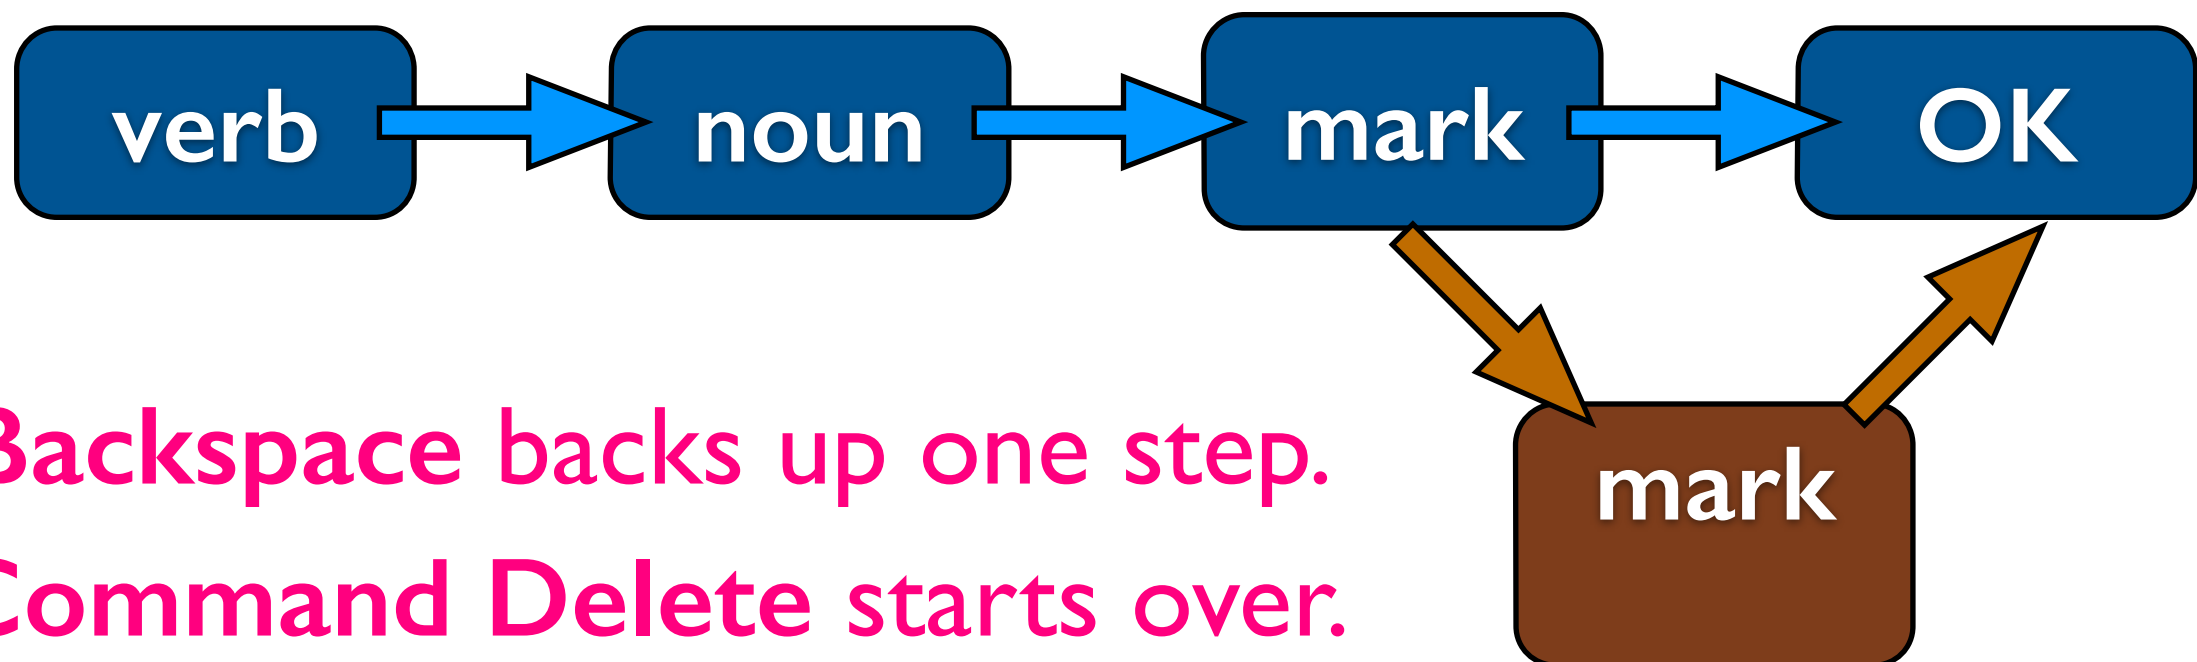 verb noun mark OK
Backspace backs up one step.
mark
Command Delete starts over.